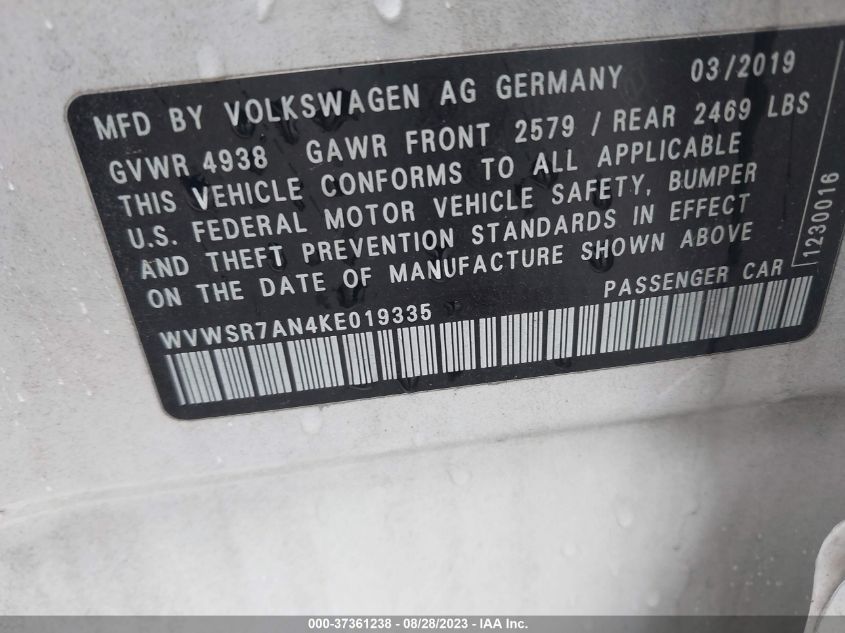 MFD BY VOLKSWAGEN AG GERMANY 03/2019
GVWR 4938 GAWR FRONT 2579 / REAR 2469 LBS
THIS VEHICLE CONFORMS TO ALL APPLICABLE
U.S. FEDERAL MOTOR VEHICLE SAFETY, BUMPER
AND THEFT PREVENTION STANDARDS IN EFFECT
ON THE DATE OF MANUFACTURE SHOWN ABOVE
WVWSR7AN4KE019335 PASSENGER CAR
1230016
000-37361238 - 08/28/2023 - IAA Inc.